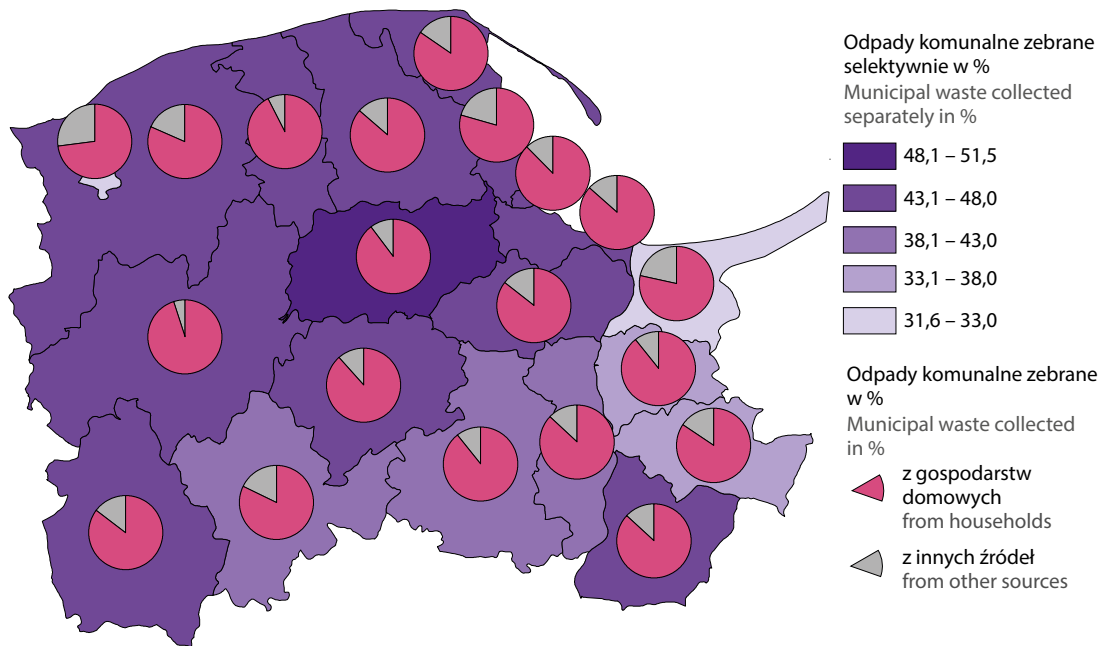 Odpady komunalne zebrane
selektywnie w %
Municipal waste collected
separately in %
48,1 – 51,5
43,1 – 48,0
38,1 – 43,0
33,1 – 38,0
31,6 – 33,0
Odpady komunalne zebrane
w %
Municipal waste collected
in %
z gospodarstw
domowych
from households
z innych źródeł
from other sources